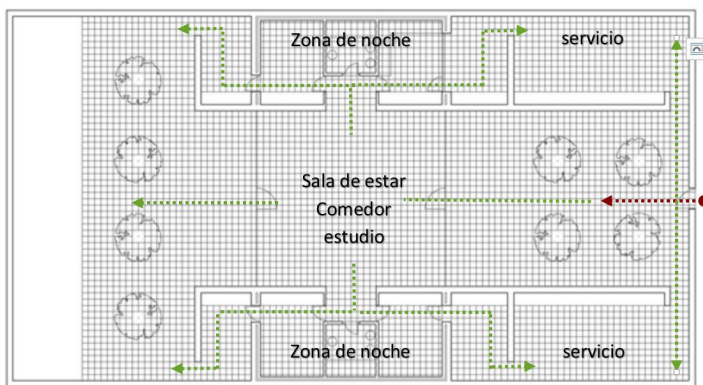 Zona de noche
servicio
Sala de estar
Comedor
estudio
Zona de noche
servicio